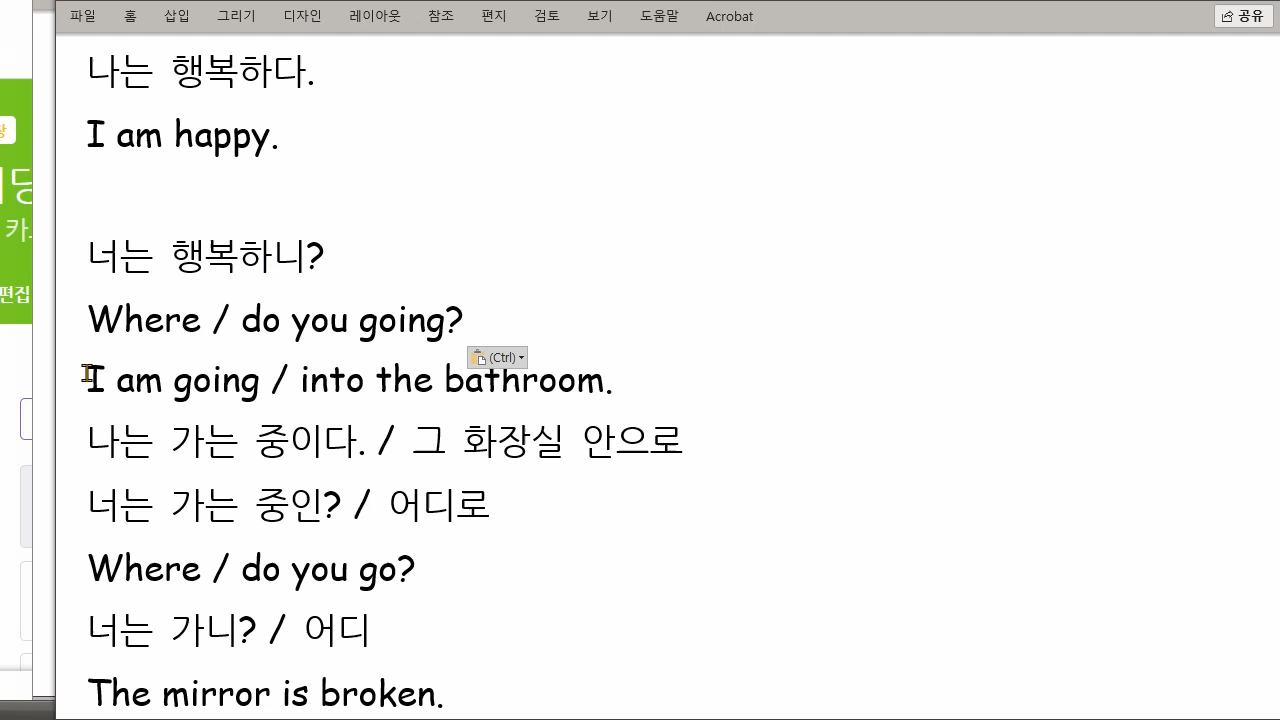 파일 홈 삽입 그리기 디자인 레이아웃 참조 편지 검토 보기 도움말 Acrobat 공유
나는 행복하다.
I am happy.
너는 행복하니?
Where / do you going?
(Ctrl)
I am going / into the bathroom.
나는 가는 중이다. / 그 화장실 안으로
너는 가는 중인? / 어디로
Where / do you go?
너는 가니? / 어디
The mirror is broken.
편집